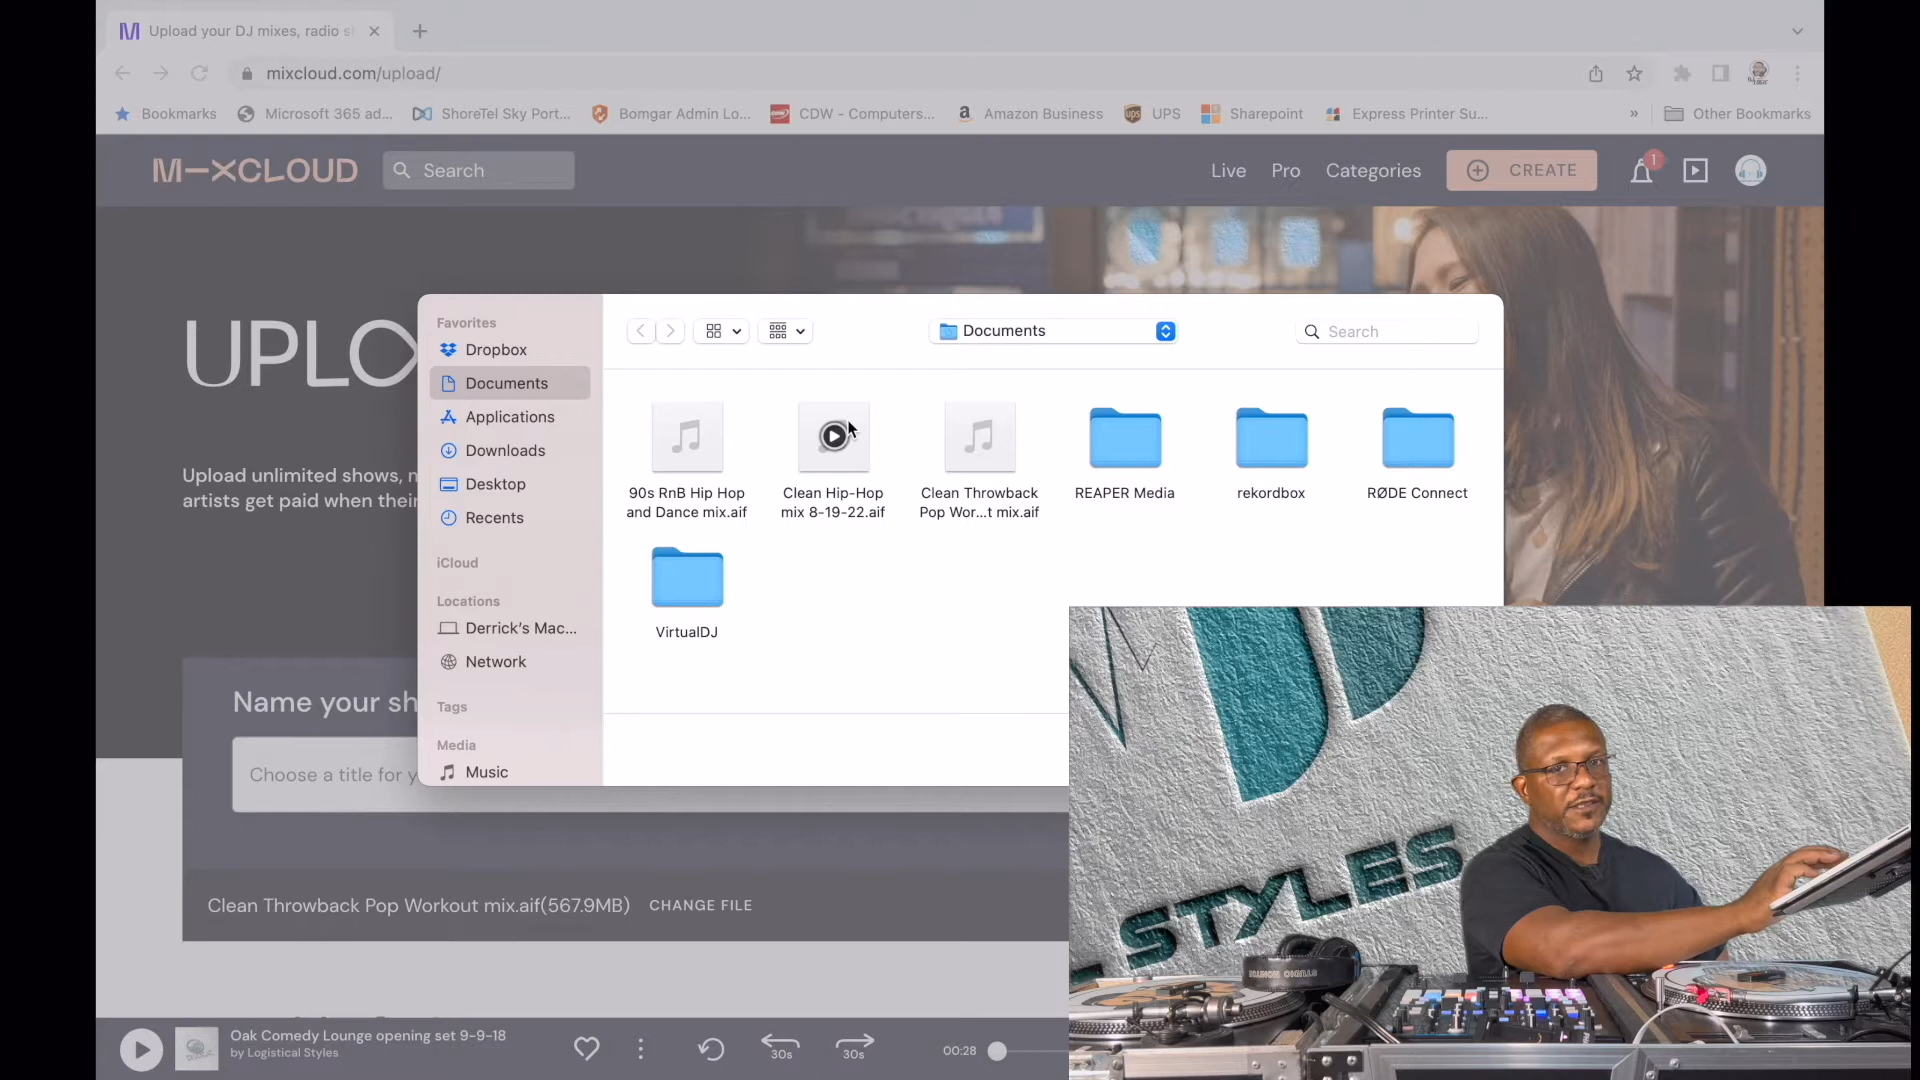 Upload your DJ mixes, radio s
mixcloud.com/upload/
Bookmarks
Microsoft 365 ad...
ShoreTel Sky Port...
Bomgar Admin Lo...
CDW - Computers...
Amazon Business
UPS
Sharepoint
Express Printer Su...
»
Other Bookmarks
MIXCLOUD
Search
Live
Pro
Categories
CREATE
1
UPLO
Upload unlimited shows,
artists get paid when their
Favorites
Dropbox
Documents
Applications
Downloads
Desktop
Recents
iCloud
Locations
Derrick's Mac...
Network
Tags
Media
Music
Documents
Search
90s RnB Hip Hop
and Dance mix.aif
Clean Hip-Hop
mix 8-19-22.aif
Clean Throwback
Pop Wor...t mix.aif
REAPER Media
rekordbox
RØDE Connect
VirtualDJ
Name your sh
Choose a title for y
Clean Throwback Pop Workout mix.aif(567.9MB)
CHANGE FILE
Oak Comedy Lounge opening set 9-9-18
by Logistical Styles
30s
30s
00:28
STYLES